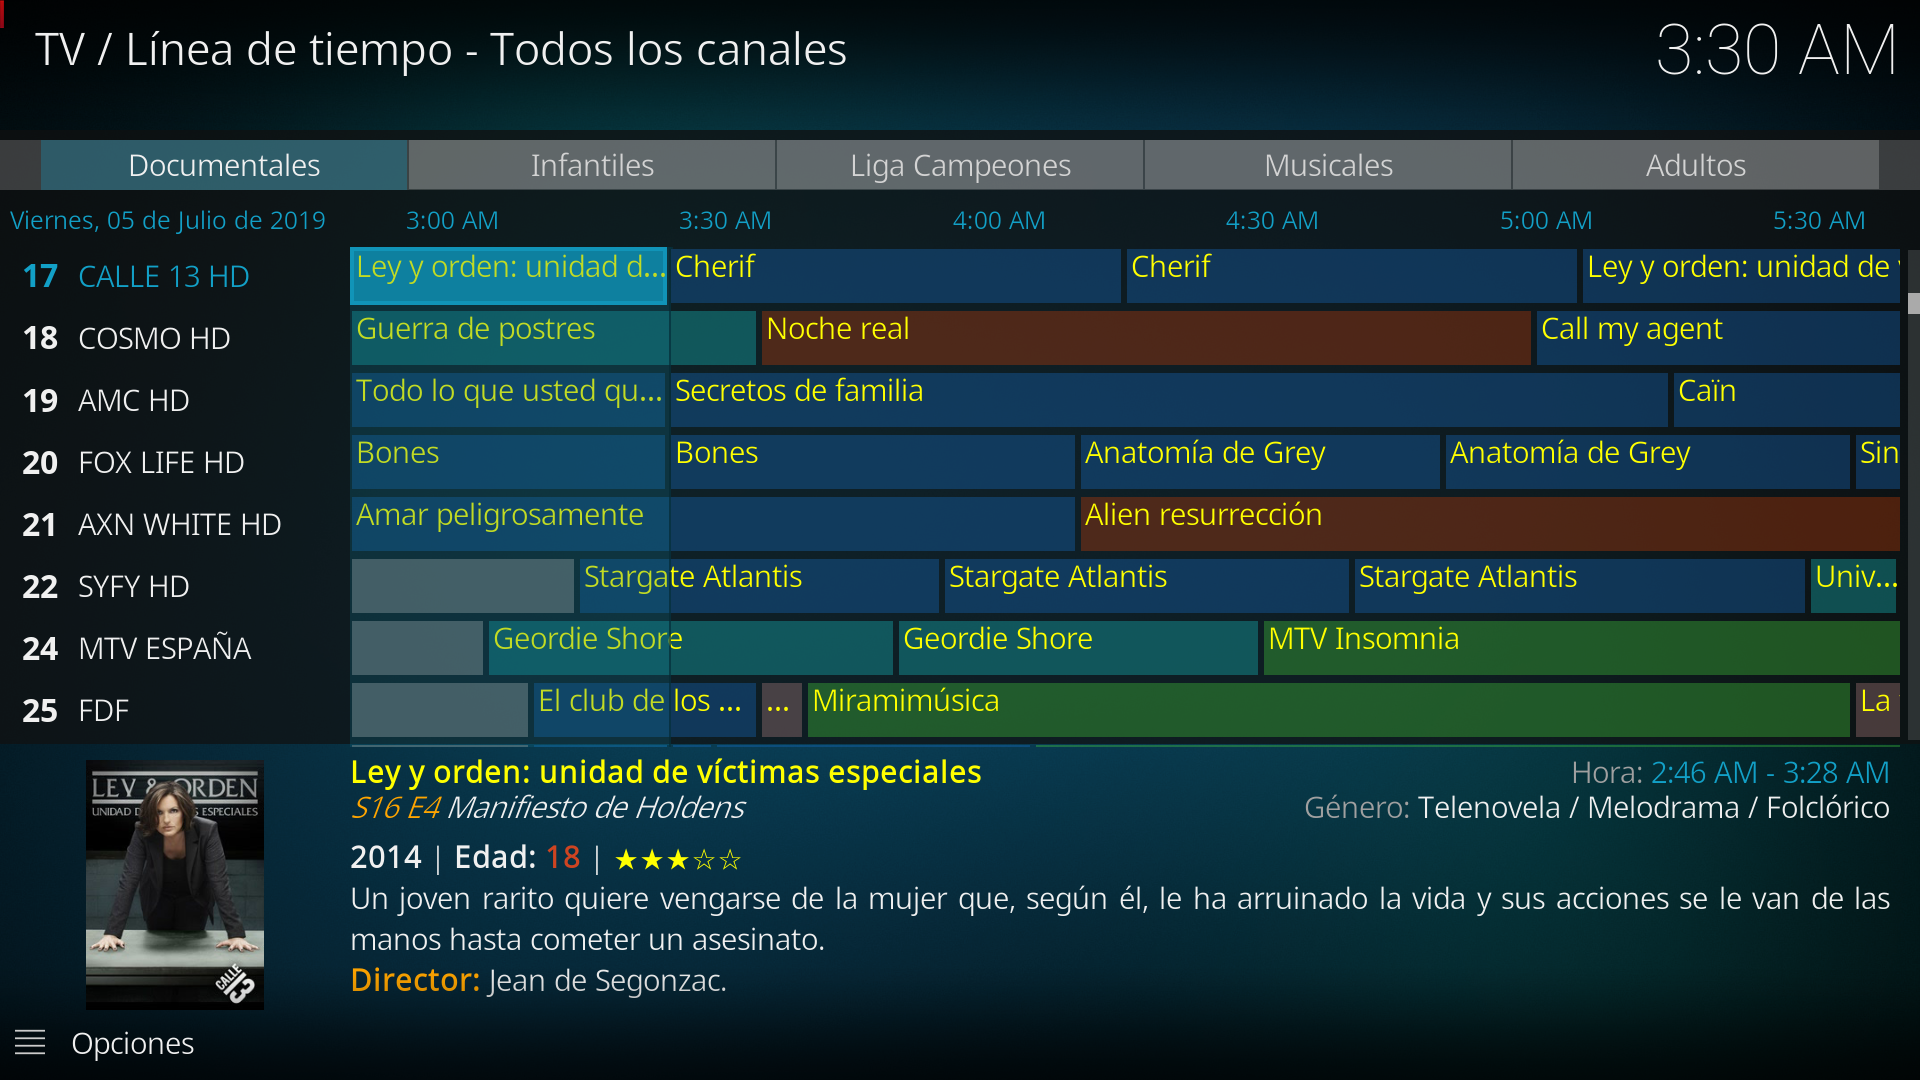 TV / Línea de tiempo - Todos los canales
3:30 AM
Documentales Infantiles Liga Campeones Musicales Adultos
Viernes, 05 de Julio de 2019 3:00 AM 3:30 AM 4:00 AM 4:30 AM 5:00 AM 5:30 AM
17 CALLE 13 HD Ley y orden: unidad d... Cherif Cherif Ley y orden: unidad de
18 COSMO HD Guerra de postres Noche real Call my agent
19 AMC HD Todo lo que usted qu... Secretos de familia Caïn
20 FOX LIFE HD Bones Bones Anatomía de Grey Anatomía de Grey Sin
21 AXN WHITE HD Amar peligrosamente Alien resurrección
22 SYFY HD Stargate Atlantis Stargate Atlantis Stargate Atlantis Univ...
24 MTV ESPAÑA Geordie Shore Geordie Shore MTV Insomnia
25 FDF El club de los ... ... Miramimúsica La
LEY & ORDEN
UNIDAD DE ESPECIALES
CALLE 13
Ley y orden: unidad de víctimas especiales
Hora: 2:46 AM - 3:28 AM
S16 E4 Manifiesto de Holdens
Género: Telenovela / Melodrama / Folclórico
2014 | Edad: 18 | ★★★☆☆
Un joven rarito quiere vengarse de la mujer que, según él, le ha arruinado la vida y sus acciones se le van de las
manos hasta cometer un asesinato.
Director: Jean de Segonzac.
Opciones